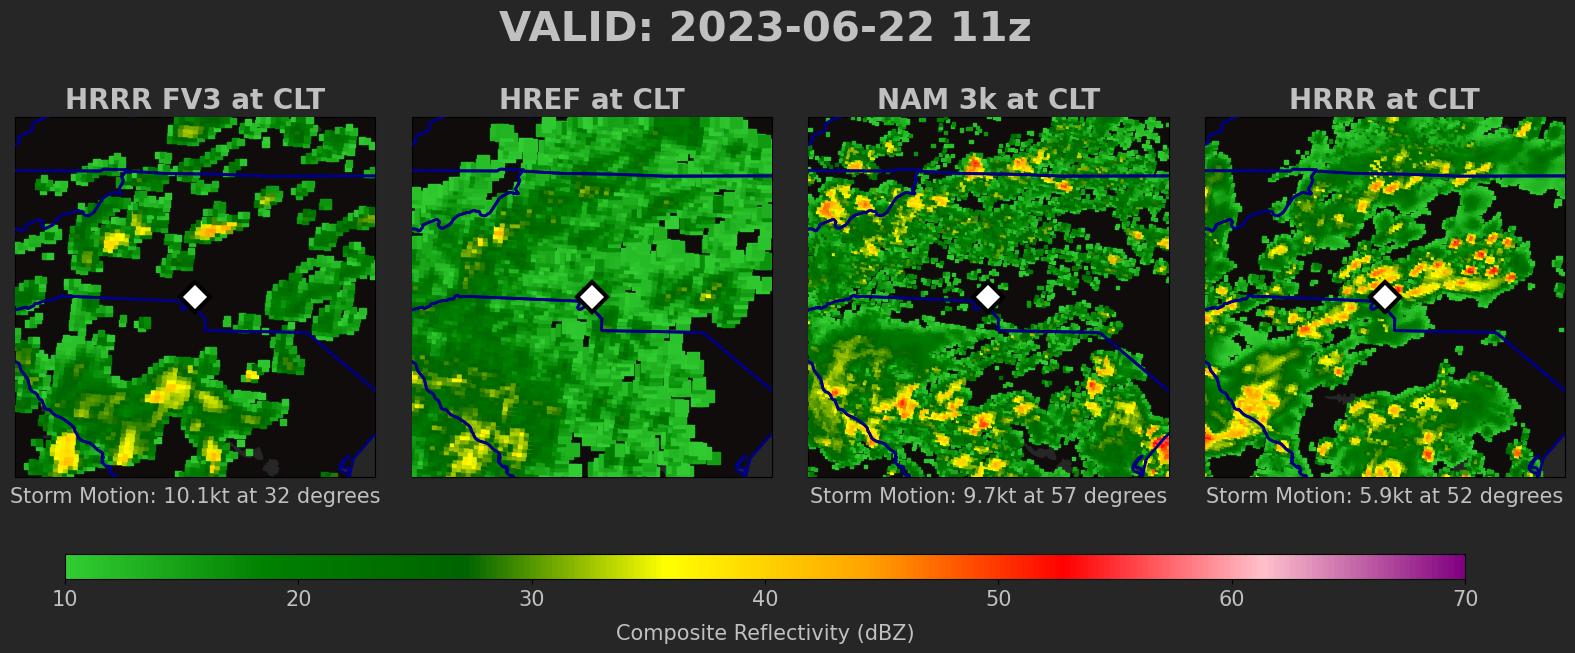 VALID: 2023-06-22 11z
HRRR FV3 at CLT
HREF at CLT
NAM 3k at CLT
HRRR at CLT
Storm Motion: 10.1kt at 32 degrees
Storm Motion: 9.7kt at 57 degrees
Storm Motion: 5.9kt at 52 degrees
10 20 30 40 50 60 70
Composite Reflectivity (dBZ)